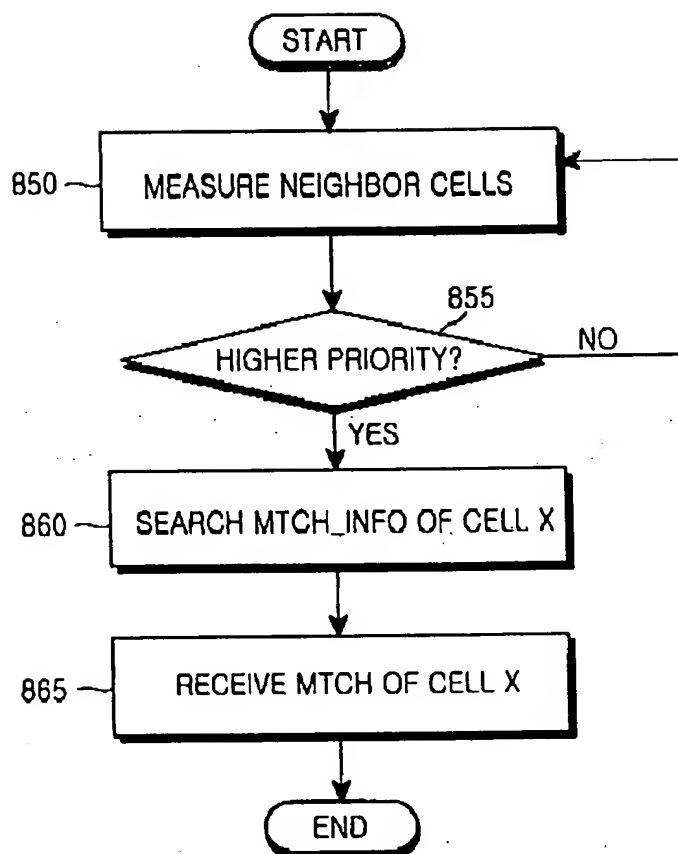 START
850
MEASURE NEIGHBOR CELLS
855
HIGHER PRIORITY?
NO
YES
860
SEARCH MTCH_INFO OF CELL X
865
RECEIVE MTCH OF CELL X
END